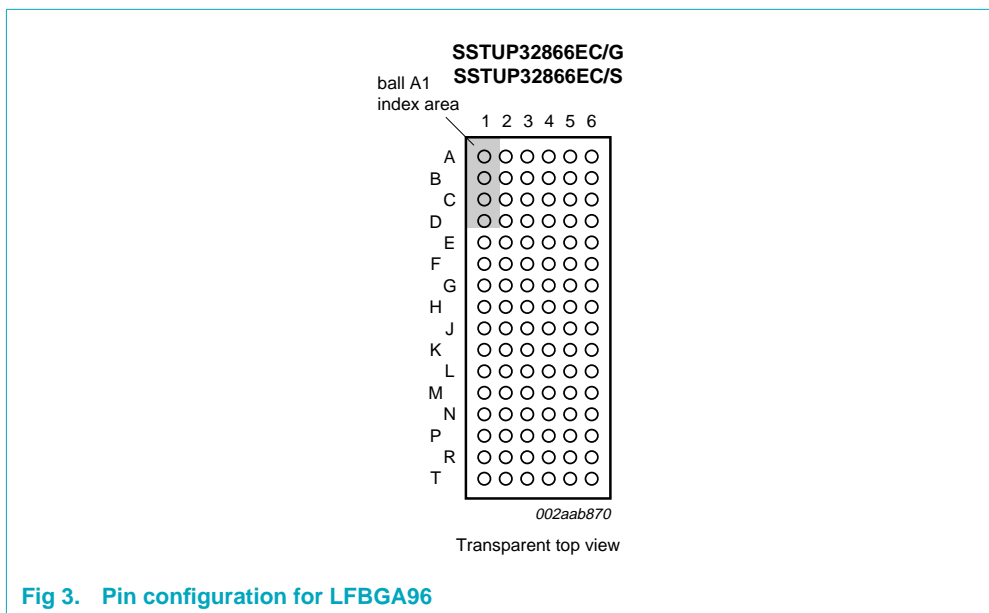 SSTUP32866EC/G
SSTUP32866EC/S
ball A1
index area
1 2 3 4 5 6
A
B
C
D
E
F
G
H
J
K
L
M
N
P
R
T
002aab870
Transparent top view
Fig 3. Pin configuration for LFBGA96